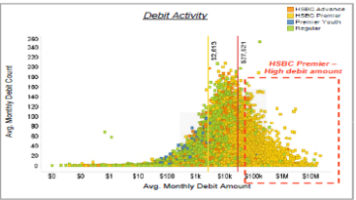 Debit Activity
HSBC Advance
HSBC Premier
Premier Youth
Regular
Avg. Monthly Debit Count
260
240
220
200
180
160
140
120
100
80
60
40
20
0
$2,613
$27,521
HSBC Premier –
High debit amount
$0 $0 $1 $10 $100 $1k $10k $100k $1M $10M
Avg. Monthly Debit Amount